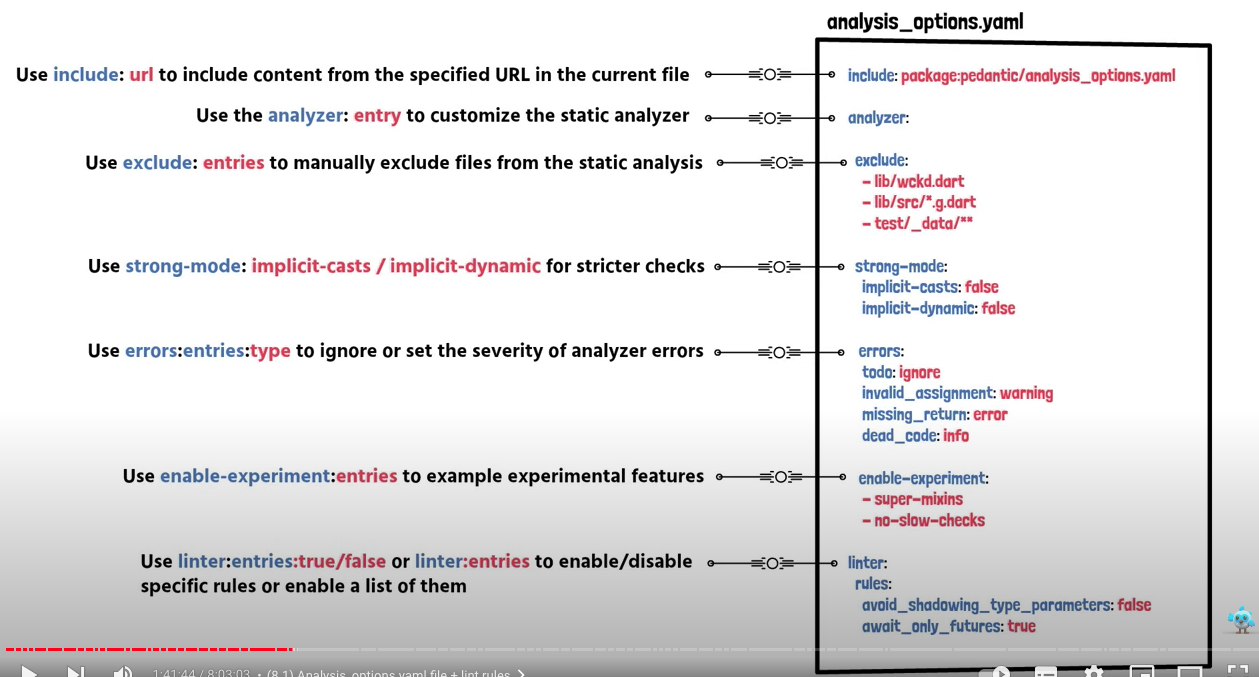 analysis_options.yaml
Use include: url to include content from the specified URL in the current file
include: package:pedantic/analysis_options.yaml
Use the analyzer: entry to customize the static analyzer
analyzer:
Use exclude: entries to manually exclude files from the static analysis
exclude:
- lib/wckd.dart
- lib/src/*.g.dart
- test/_data/**
Use strong-mode: implicit-casts / implicit-dynamic for stricter checks
strong-mode:
implicit-casts: false
implicit-dynamic: false
Use errors:entries:type to ignore or set the severity of analyzer errors
errors:
todo: ignore
invalid_assignment: warning
missing_return: error
dead_code: info
Use enable-experiment:entries to example experimental features
enable-experiment:
- super-mixins
- no-slow-checks
Use linter:entries:true/false or linter:entries to enable/disable
specific rules or enable a list of them
linter:
rules:
avoid_shadowing_type_parameters: false
await_only_futures: true
1:41:44 / 8:03:03 • (8.1) Analysis_options.yaml file + lint rules